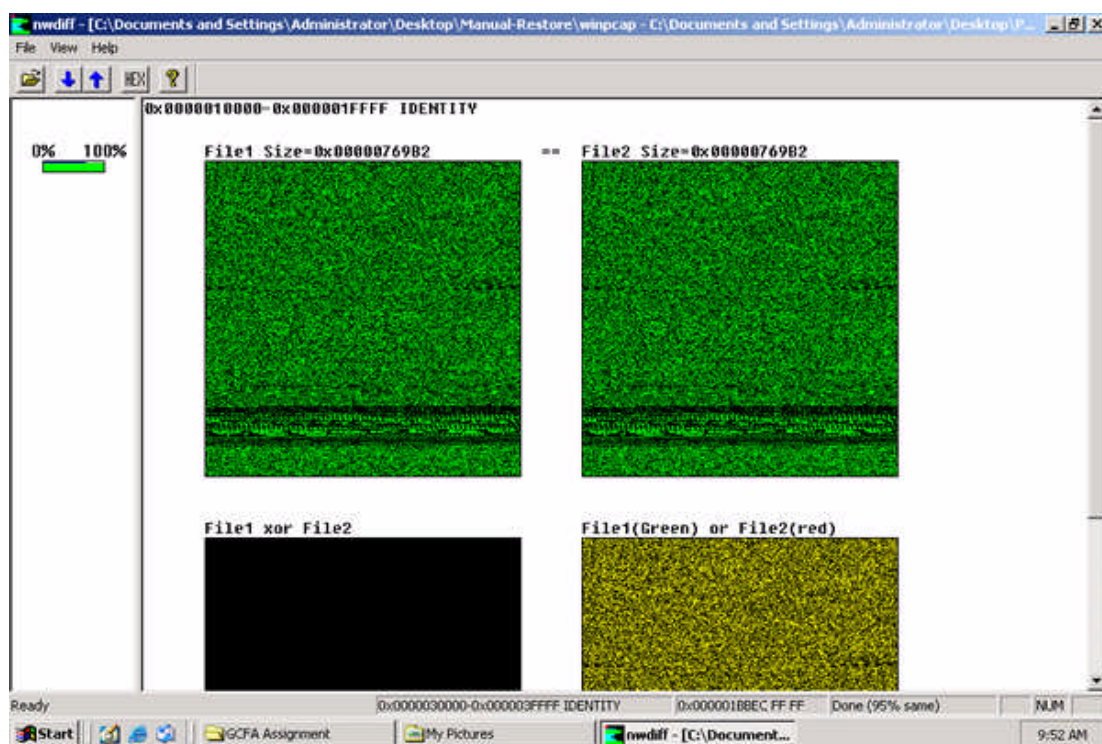 nwdiff - [C:\Documents and Settings\Administrator\Desktop\Manual-Restore\winpcap - C:\Documents and Settings\Administrator\Desktop\P...
File View Help
HEX ?
0x0000010000-0x000001FFFF IDENTITY
0% 100%
File1 Size=0x00000769B2 == File2 Size=0x00000769B2
File1 xor File2 File1(Green) or File2(red)
Ready 0x0000030000-0x000003FFFF IDENTITY 0x000001BBEC FF FF Done (95% same) NUM
Start GCFA Assignment My Pictures nwdiff - [C:\Document... 9:52 AM